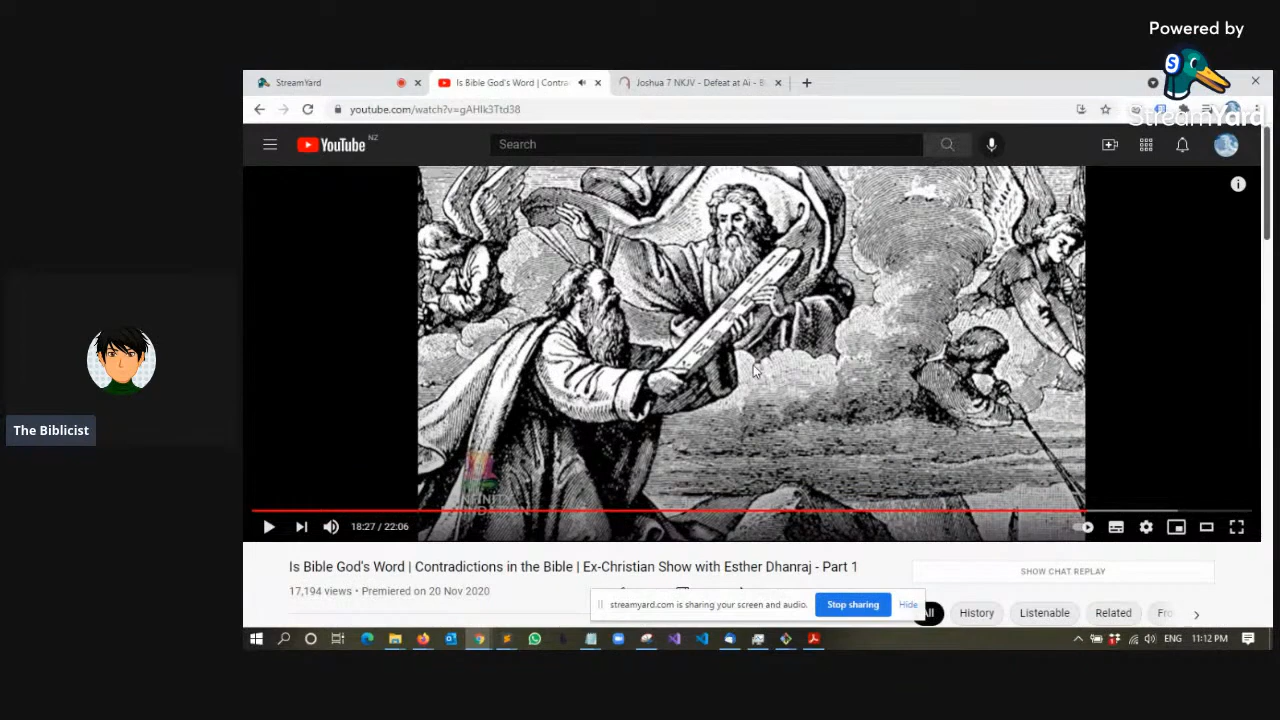 Powered by
StreamYard
StreamYard
Is Bible God's Word | Contra
Joshua 7 NKJV - Defeat at Ai - B
youtube.com/watch?v=gAHlk3Ttd38
YouTube NZ
Search
18:27 / 22:06
Is Bible God's Word | Contradictions in the Bible | Ex-Christian Show with Esther Dhanraj - Part 1
SHOW CHAT REPLAY
17,194 views • Premiered on 20 Nov 2020
streamyard.com is sharing your screen and audio.
Stop sharing
Hide
All
History
Listenable
Related
Fro
The Biblicist
ENG
11:12 PM